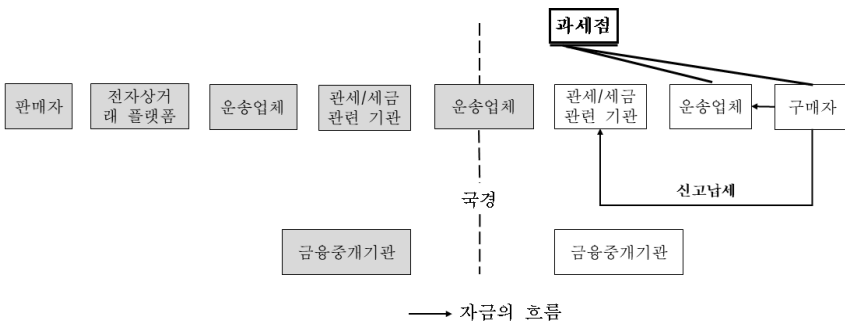 과세점
판매자
전자상거
래 플랫폼
운송업체
관세/세금
관련 기관
운송업체
관세/세금
관련 기관
운송업체
구매자
신고납세
국경
금융중개기관
금융중개기관
자금의 흐름